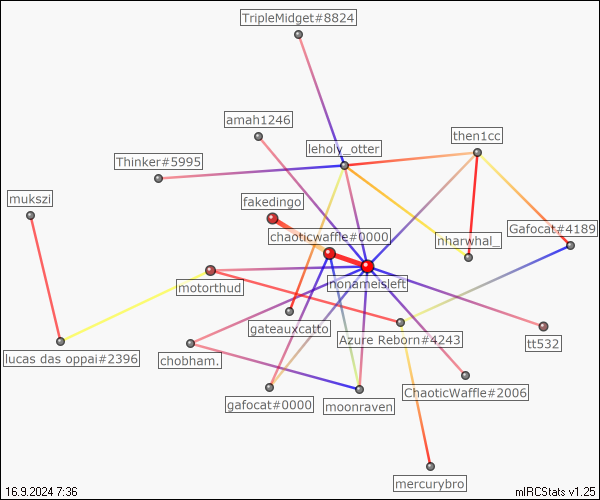 TripleMidget#8824
amah1246
then1cc
leholy_otter
Thinker#5995
mukszi
fakedingo
Gafocat#4189
chaoticwaffle#0000
nharwhal_
nonameisleft
motorthud
gateauxcatto
Azure Reborn#4243
tt532
lucas das oppai#2396
chobham.
ChaoticWaffle#2006
gafocat#0000
moonraven
mercurybro
16.9.2024 7:36
mIRCStats v1.25